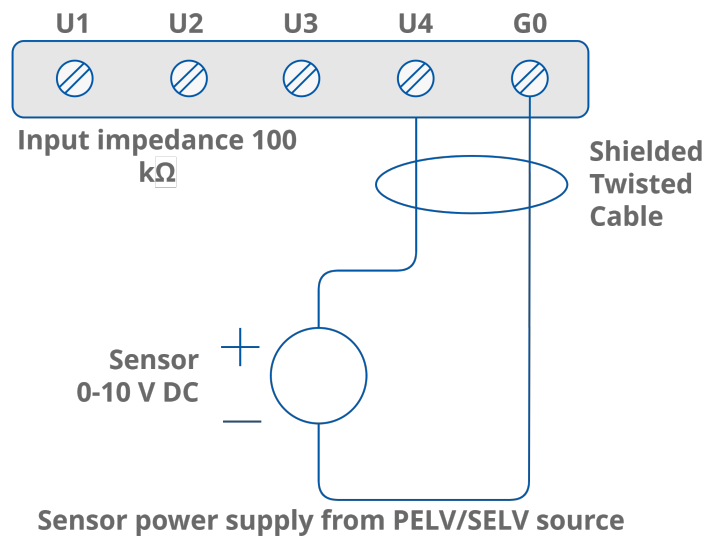 U1 U2 U3 U4 G0
Input impedance 100
kΩ
Shielded
Twisted
Cable
Sensor
0-10 V DC
Sensor power supply from PELV/SELV source